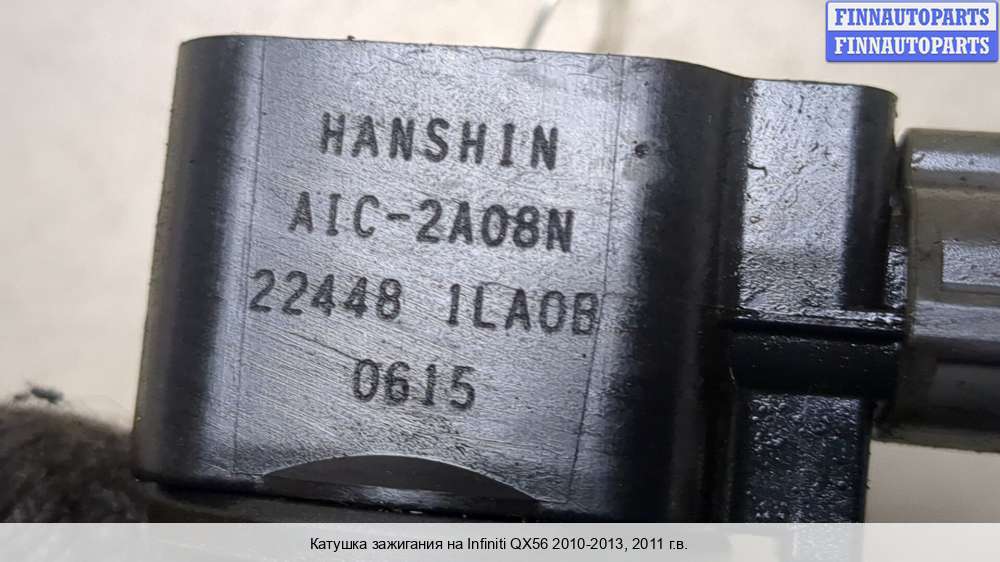 FINNAUTOPARTS
FINNAUTOPARTS
HANSHIN
AIC-2A08N
22448 1LA0B
0615
Катушка зажигания на Infiniti QX56 2010-2013, 2011 г.в.